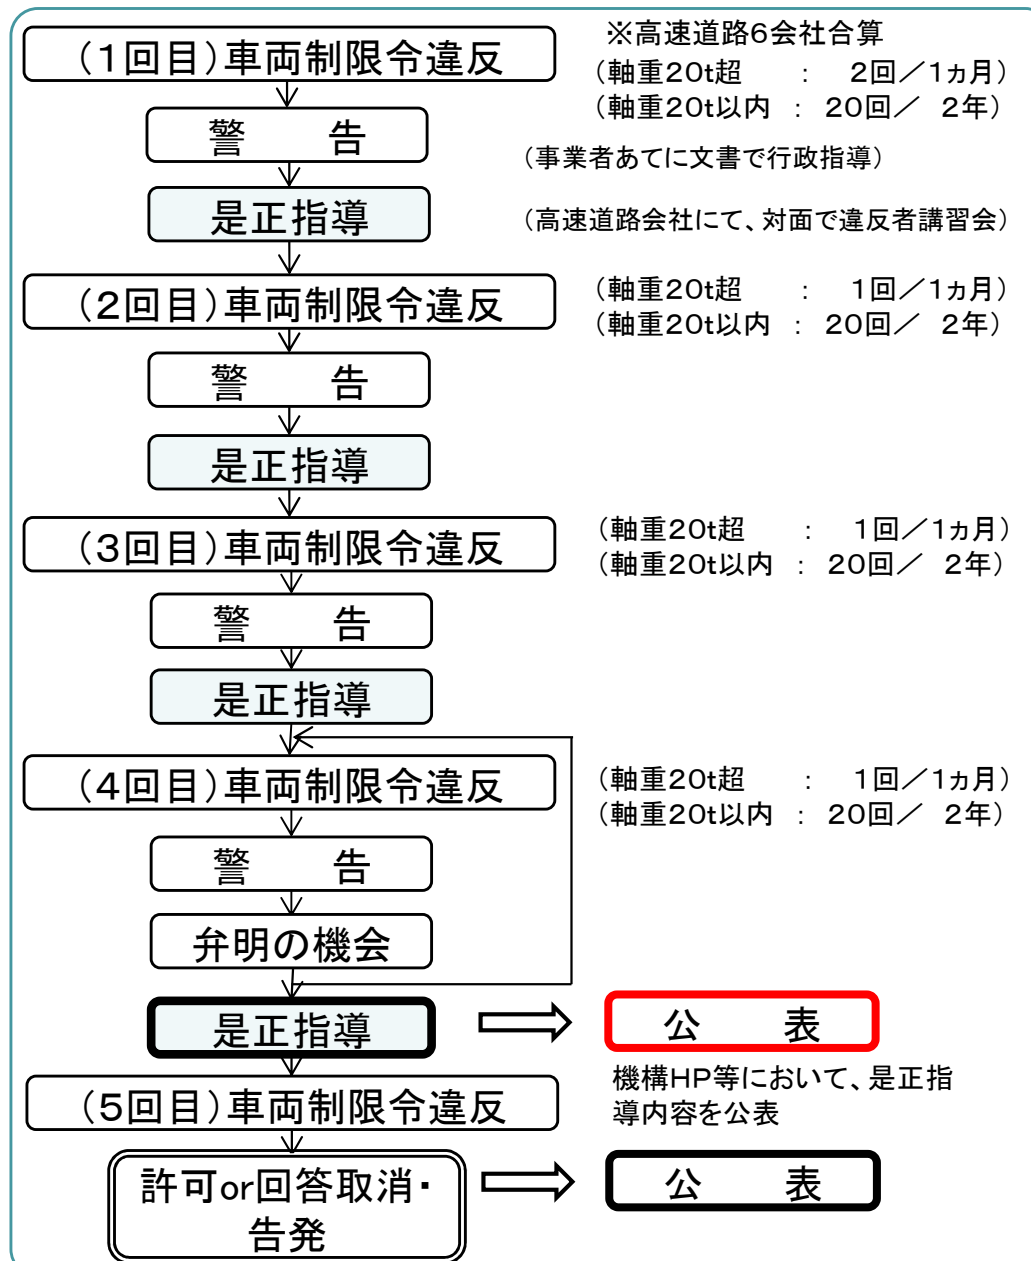 （１回目）車両制限令違反
※高速道路６会社合算
（軸重２０ｔ超　：　２回／１ヵ月）
（軸重２０ｔ以内　：　２０回／　２年）
警　　告
（事業者あてに文書で行政指導）
是正指導
（高速道路会社にて、対面で違反者講習会）
（２回目）車両制限令違反
（軸重２０ｔ超　：　１回／１ヵ月）
（軸重２０ｔ以内　：　２０回／　２年）
警　　告
是正指導
（３回目）車両制限令違反
（軸重２０ｔ超　：　１回／１ヵ月）
（軸重２０ｔ以内　：　２０回／　２年）
警　　告
是正指導
（４回目）車両制限令違反
（軸重２０ｔ超　：　１回／１ヵ月）
（軸重２０ｔ以内　：　２０回／　２年）
警　　告
弁明の機会
是正指導
公　　表
機構HP等において、是正指
導内容を公表
（５回目）車両制限令違反
許可or回答取消・
告発
公　　表